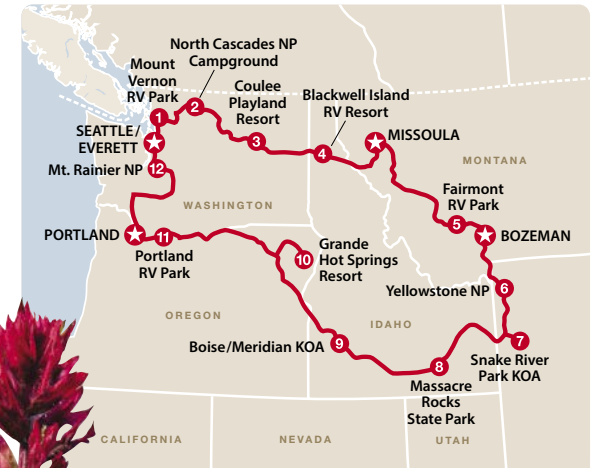 North Cascades NP
Campground
Mount
Vernon
RV Park
Coulee
Playland
Resort
Blackwell Island
RV Resort
1
2
3
4
SEATTLE/
EVERETT
MISSOULA
MONTANA
Mt. Rainier NP
12
WASHINGTON
Fairmont
RV Park
5
BOZEMAN
PORTLAND
11
Portland
RV Park
10
Grande
Hot Springs
Resort
Yellowstone NP
6
OREGON
IDAHO
Boise/Meridian KOA
9
7
Snake River
Park KOA
8
Massacre
Rocks
State Park
CALIFORNIA
NEVADA
UTAH